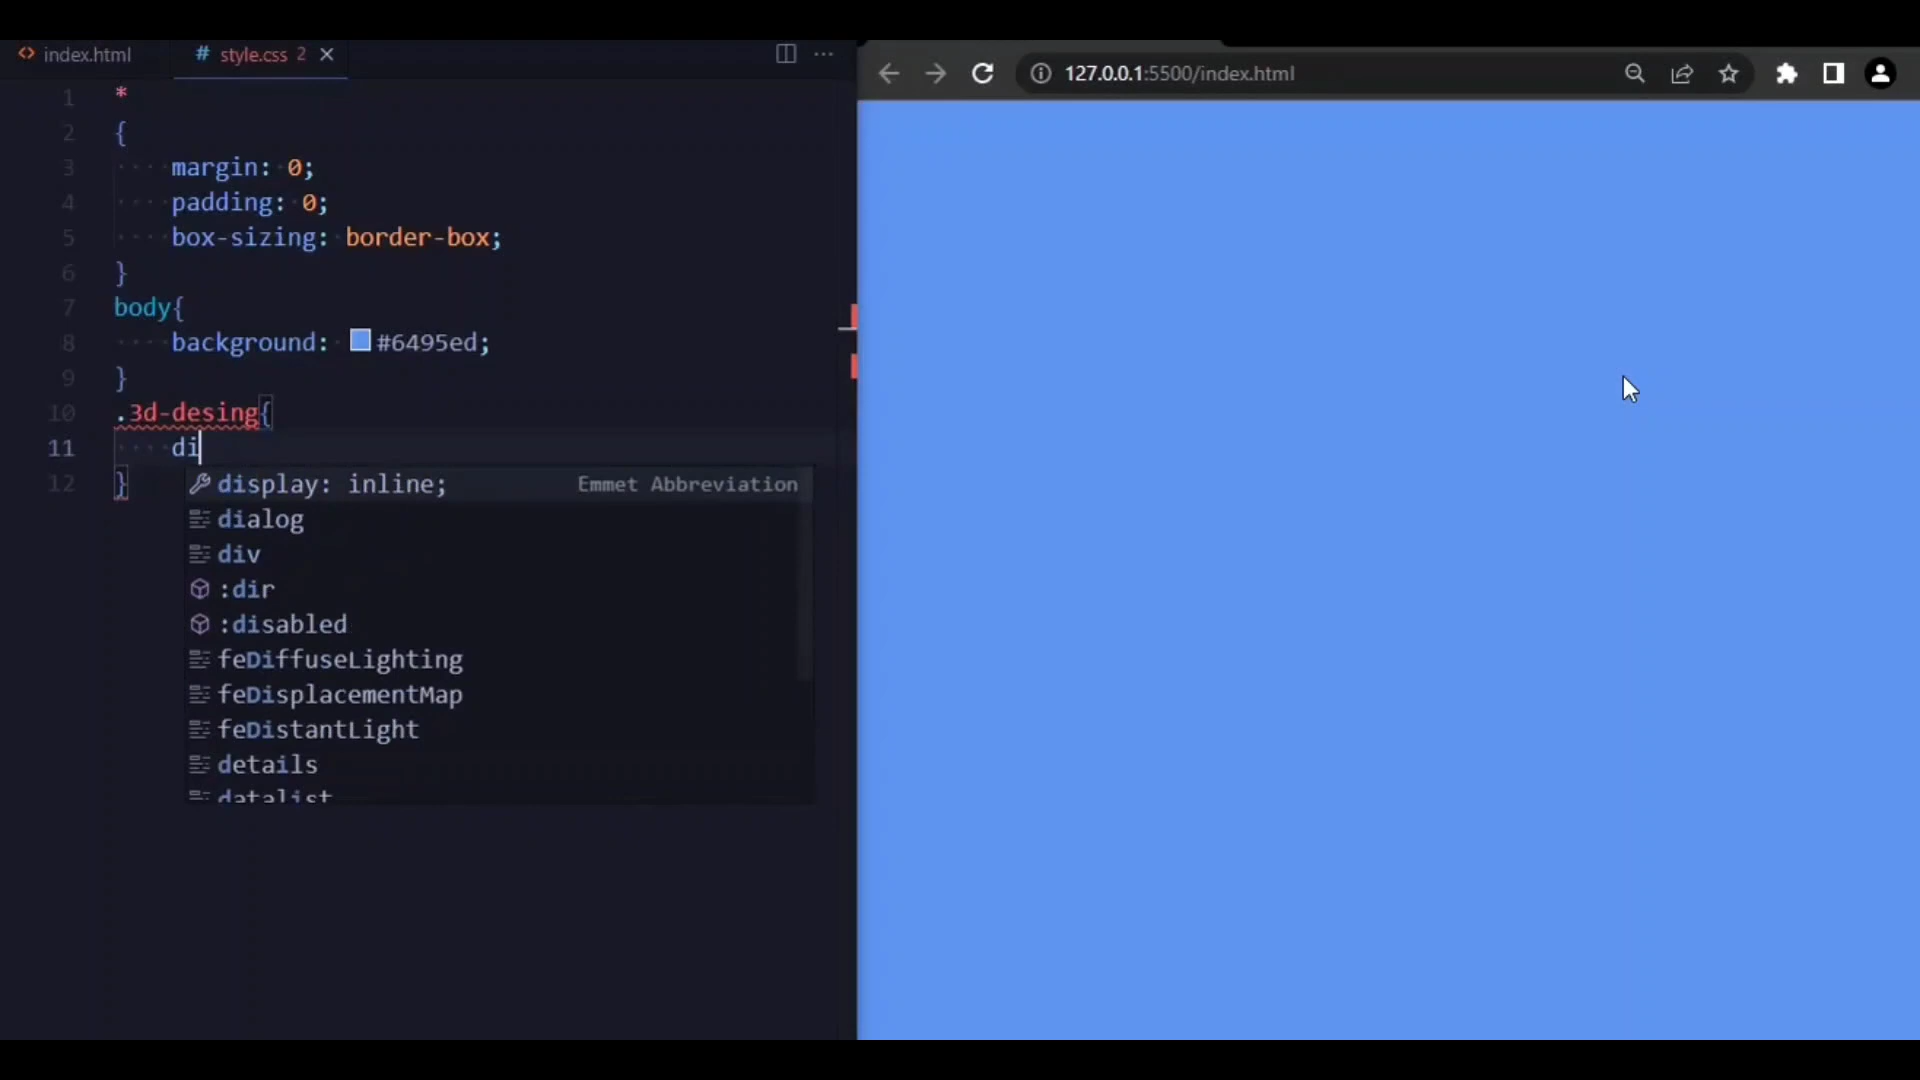 index.html
style.css 2
127.0.0.1:5500/index.html
1 *
2 {
3 margin: 0;
4 padding: 0;
5 box-sizing: border-box;
6 }
7 body{
8 background: #6495ed;
9 }
10 .3d-desing{
11 di
12 }
display: inline; Emmet Abbreviation
dialog
div
:dir
:disabled
feDiffuseLighting
feDisplacementMap
feDistantLight
details
datalist